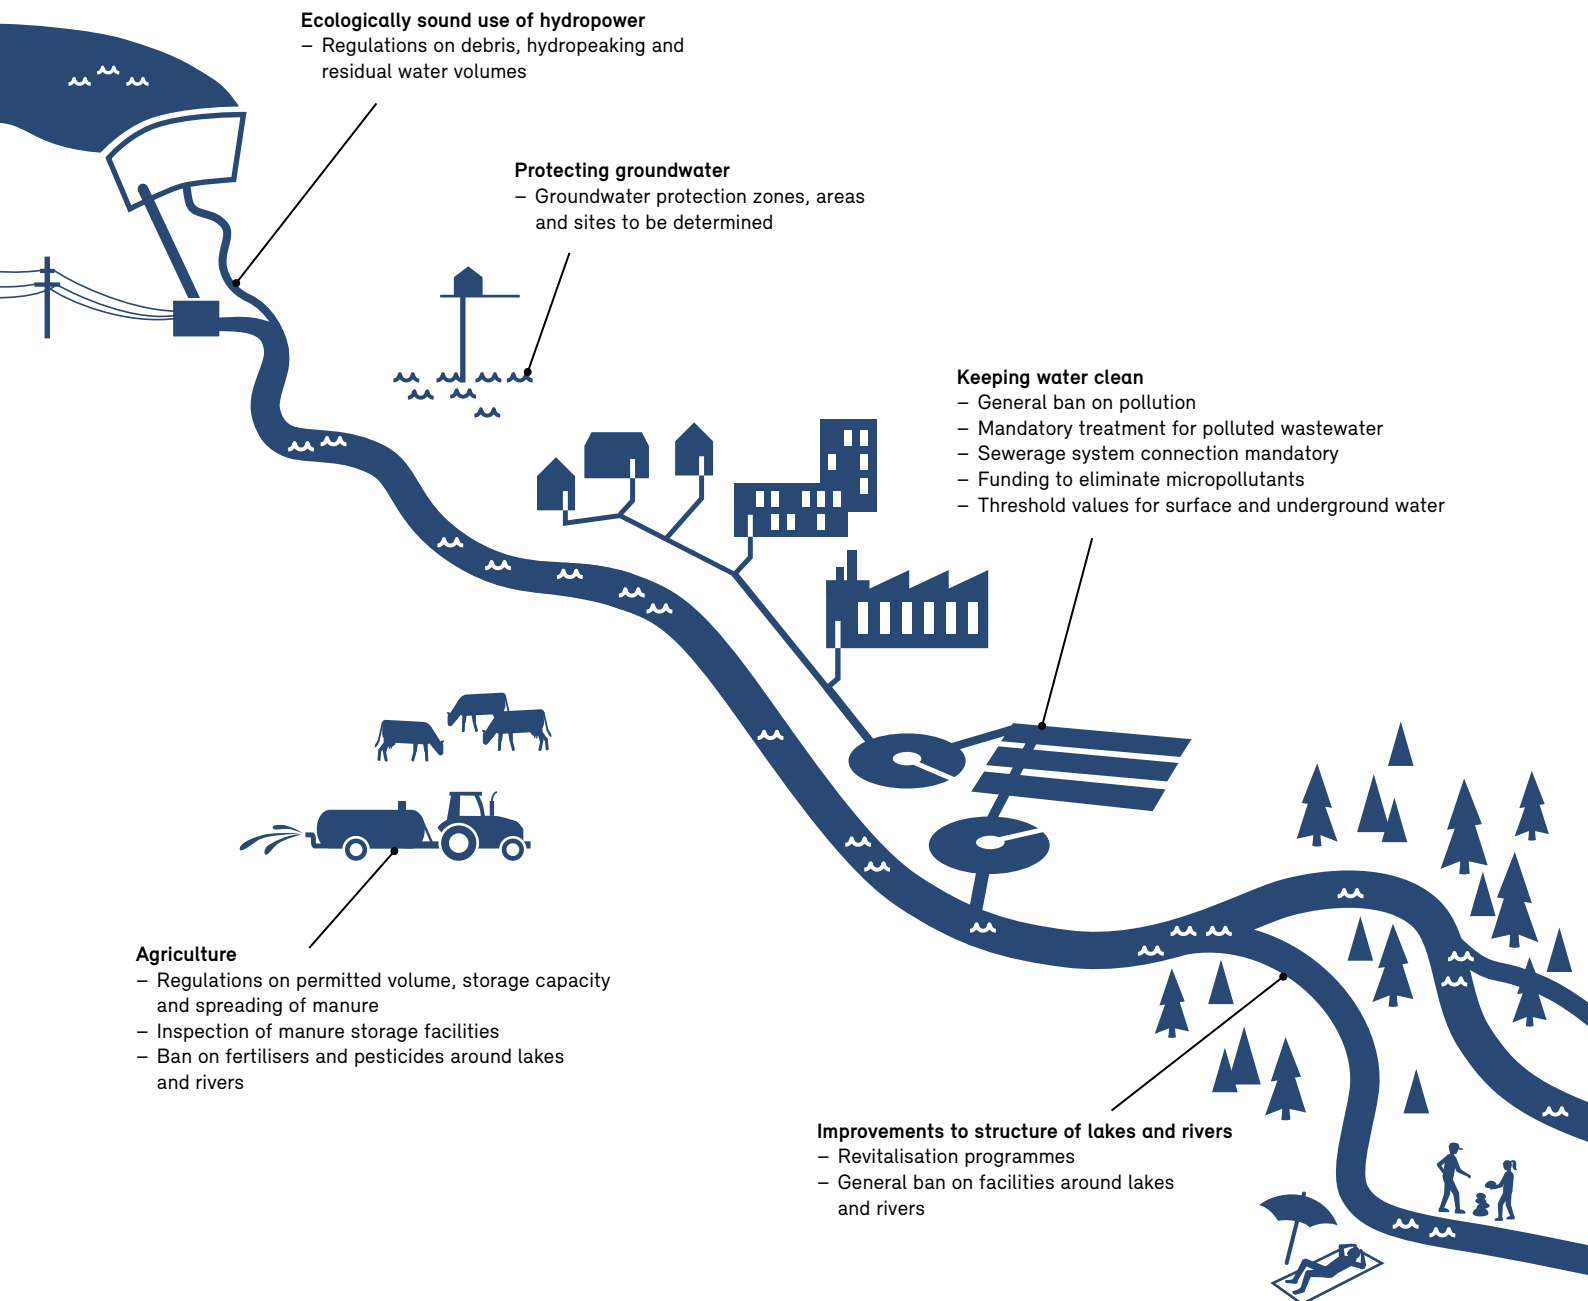 Ecologically sound use of hydropower
– Regulations on debris, hydropeaking and
residual water volumes
Protecting groundwater
– Groundwater protection zones, areas
and sites to be determined
Keeping water clean
– General ban on pollution
– Mandatory treatment for polluted wastewater
– Sewerage system connection mandatory
– Funding to eliminate micropollutants
– Threshold values for surface and underground water
Agriculture
– Regulations on permitted volume, storage capacity
and spreading of manure
– Inspection of manure storage facilities
– Ban on fertilisers and pesticides around lakes
and rivers
Improvements to structure of lakes and rivers
– Revitalisation programmes
– General ban on facilities around lakes
and rivers